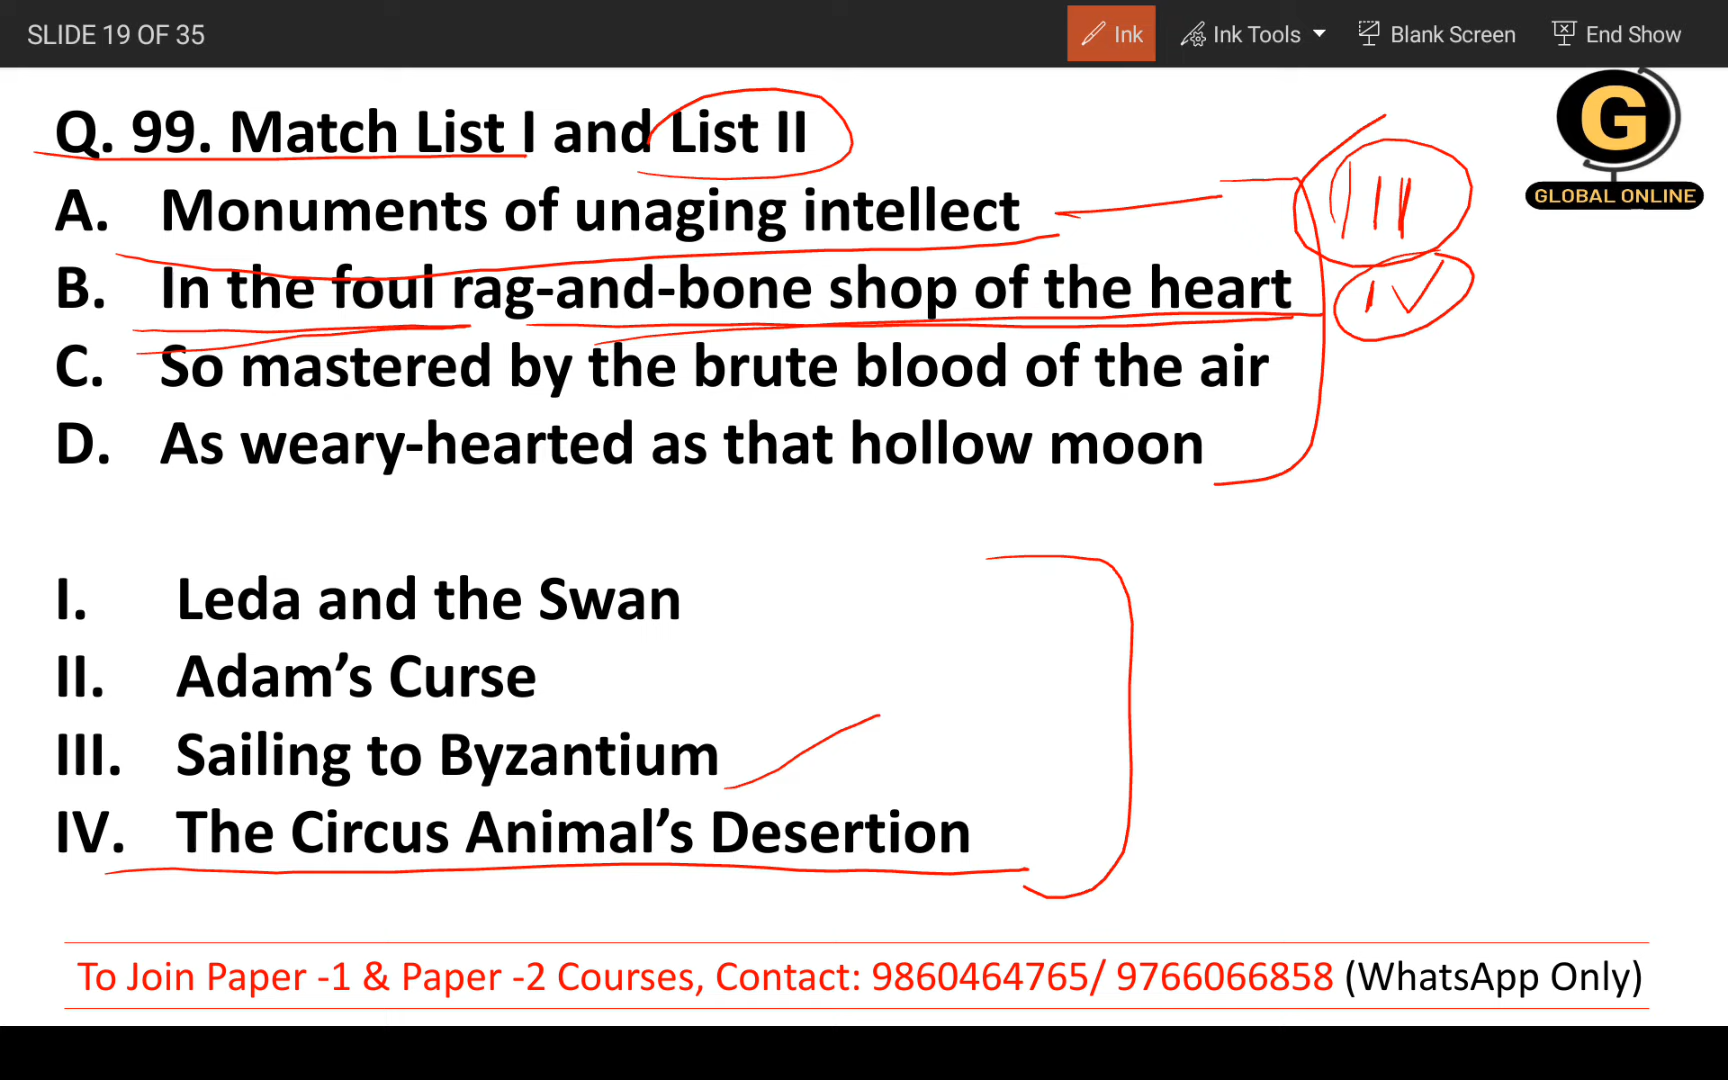 SLIDE 19 OF 35
Ink
Ink Tools
Blank Screen
End Show
G
GLOBAL ONLINE
Q. 99. Match List I and List II
A. Monuments of unaging intellect
III
B. In the foul rag-and-bone shop of the heart
IV
C. So mastered by the brute blood of the air
D. As weary-hearted as that hollow moon
I. Leda and the Swan
II. Adam’s Curse
III. Sailing to Byzantium
IV. The Circus Animal’s Desertion
To Join Paper -1 & Paper -2 Courses, Contact: 9860464765/ 9766066858 (WhatsApp Only)